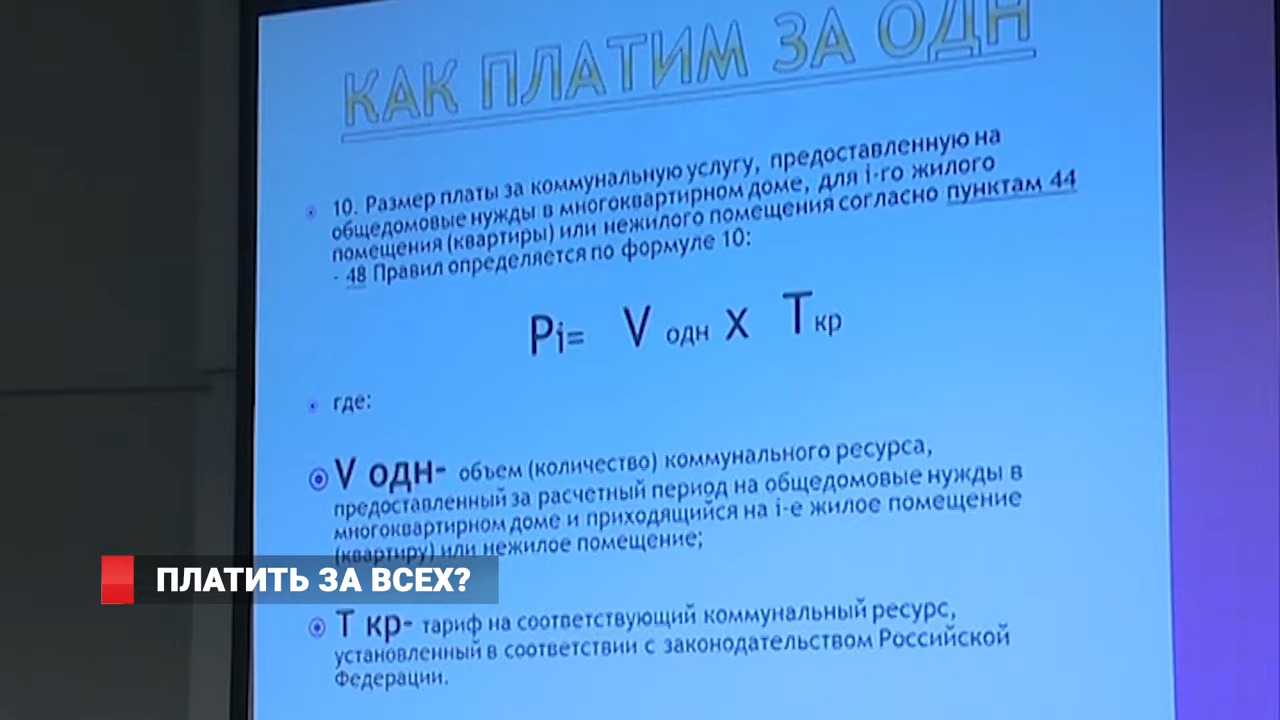 КАК ПЛАТИМ ЗА ОДН
10. Размер платы за коммунальную услугу, предоставленную на
общедомовые нужды в многоквартирном доме, для i-го жилого
помещения (квартиры) или нежилого помещения согласно пунктам 44
- 48 Правил определяется по формуле 10:
Pi= V одн x T кр
где:
V одн- объем (количество) коммунального ресурса,
предоставленный за расчетный период на общедомовые нужды в
многоквартирном доме и приходящийся на i-е жилое помещение
(квартиру) или нежилое помещение;
ПЛАТИТЬ ЗА ВСЕХ?
Т кр- тариф на соответствующий коммунальный ресурс,
установленный в соответствии с законодательством Российской
Федерации.